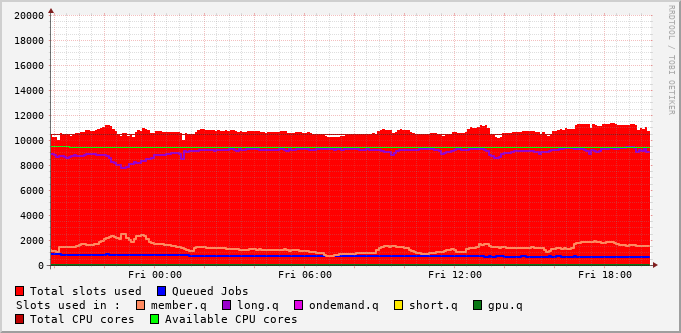 20000
18000
16000
14000
12000
10000
8000
6000
4000
2000
0
Fri 00:00 Fri 06:00 Fri 12:00 Fri 18:00
Total slots used Queued Jobs
Slots used in : member.q long.q ondemand.q short.q gpu.q
Total CPU cores Available CPU cores
RRDTOOL / TOBI OETIKER